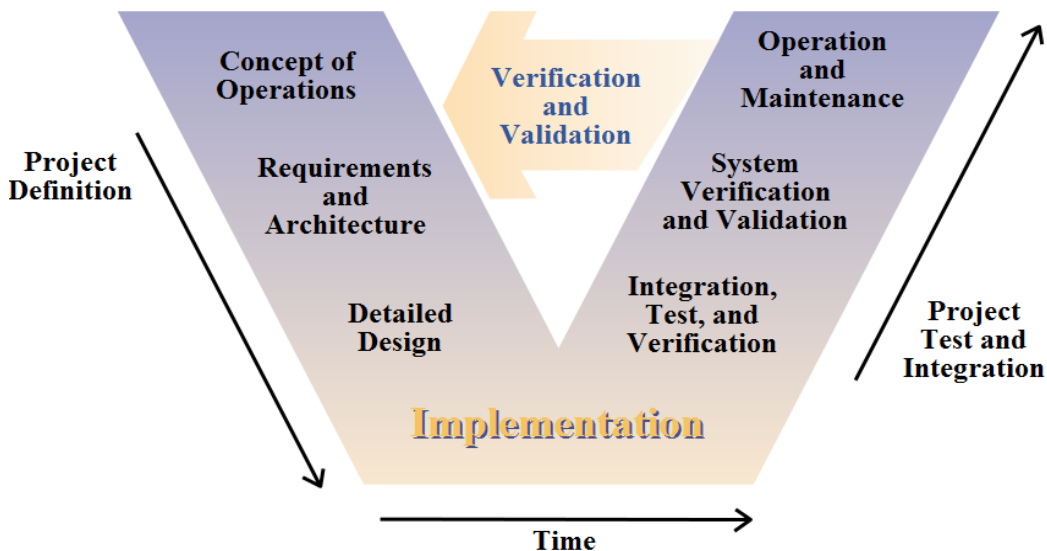 Concept of
Operations
Verification
and
Validation
Operation
and
Maintenance
Project
Definition
Requirements
and
Architecture
System
Verification
and Validation
Detailed
Design
Integration,
Test, and
Verification
Project
Test and
Integration
Implementation
Time